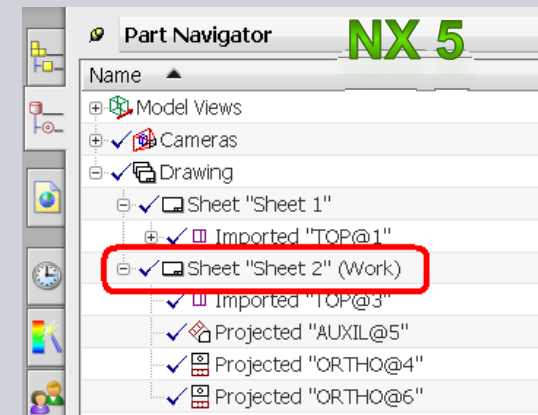 Part Navigator
NX 5
Name
Model Views
Cameras
Drawing
Sheet "Sheet 1"
Imported "TOP@1"
Sheet "Sheet 2" (Work)
Imported "TOP@3"
Projected "AUXIL@5"
Projected "ORTHO@4"
Projected "ORTHO@6"